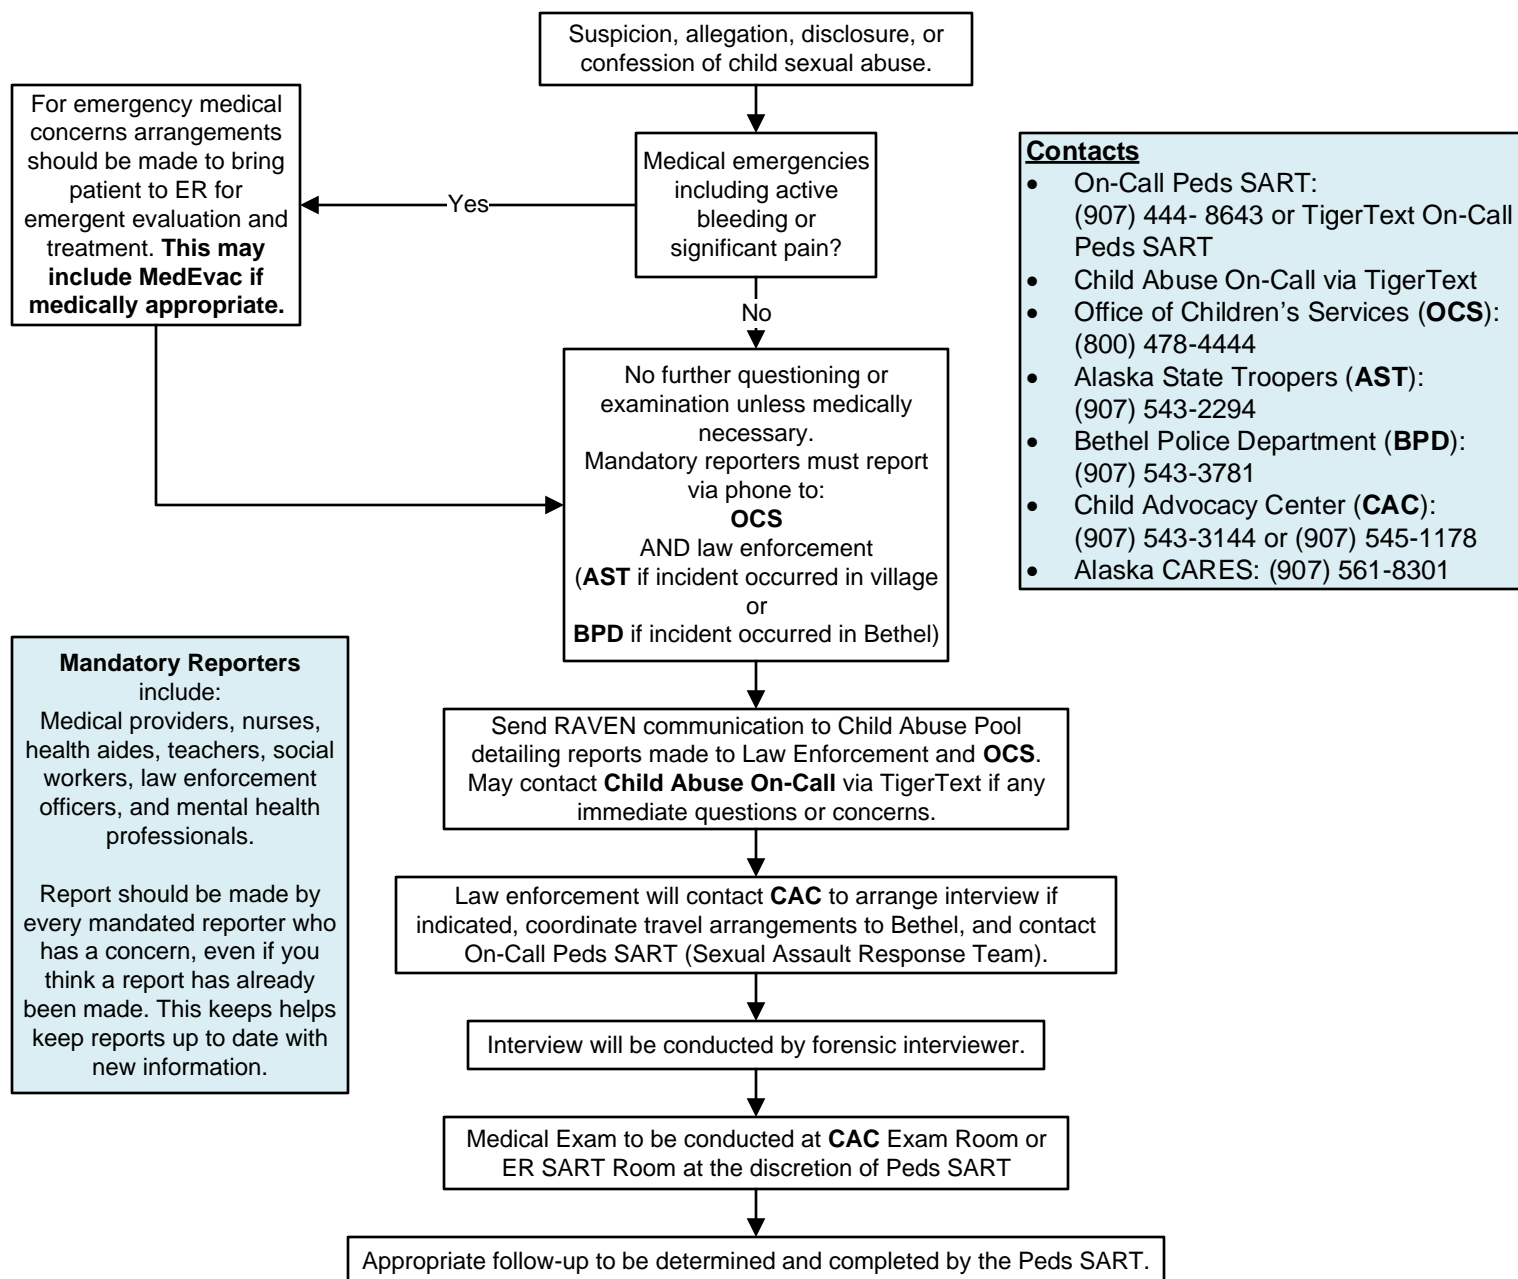 Suspicion, allegation, disclosure, or
confession of child sexual abuse.
For emergency medical
concerns arrangements
should be made to bring
patient to ER for
emergent evaluation and
treatment. This may
include MedEvac if
medically appropriate.
Yes
Medical emergencies
including active
bleeding or
significant pain?
No
Contacts
• On-Call Peds SART:
(907) 444- 8643 or TigerText On-Call
Peds SART
• Child Abuse On-Call via TigerText
• Office of Children’s Services (OCS):
(800) 478-4444
• Alaska State Troopers (AST):
(907) 543-2294
• Bethel Police Department (BPD):
(907) 543-3781
• Child Advocacy Center (CAC):
(907) 543-3144 or (907) 545-1178
• Alaska CARES: (907) 561-8301
No further questioning or
examination unless medically
necessary.
Mandatory reporters must report
via phone to:
OCS
AND law enforcement
(AST if incident occurred in village
or
BPD if incident occurred in Bethel)
Mandatory Reporters
include:
Medical providers, nurses,
health aides, teachers, social
workers, law enforcement
officers, and mental health
professionals.
Report should be made by
every mandated reporter who
has a concern, even if you
think a report has already
been made. This keeps helps
keep reports up to date with
new information.
Send RAVEN communication to Child Abuse Pool
detailing reports made to Law Enforcement and OCS.
May contact Child Abuse On-Call via TigerText if any
immediate questions or concerns.
Law enforcement will contact CAC to arrange interview if
indicated, coordinate travel arrangements to Bethel, and contact
On-Call Peds SART (Sexual Assault Response Team).
Interview will be conducted by forensic interviewer.
Medical Exam to be conducted at CAC Exam Room or
ER SART Room at the discretion of Peds SART
Appropriate follow-up to be determined and completed by the Peds SART.